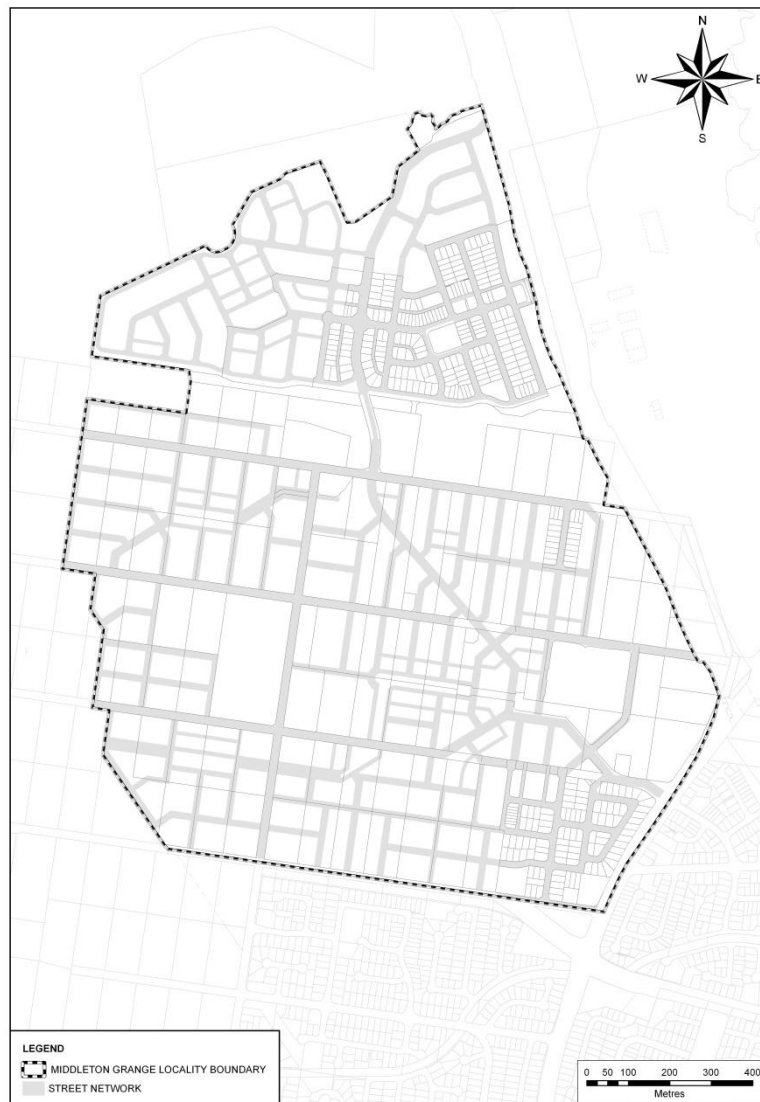 N
W E
S
LEGEND
MIDDLETON GRANGE LOCALITY BOUNDARY
STREET NETWORK
0 50 100 200 300 400
Metres